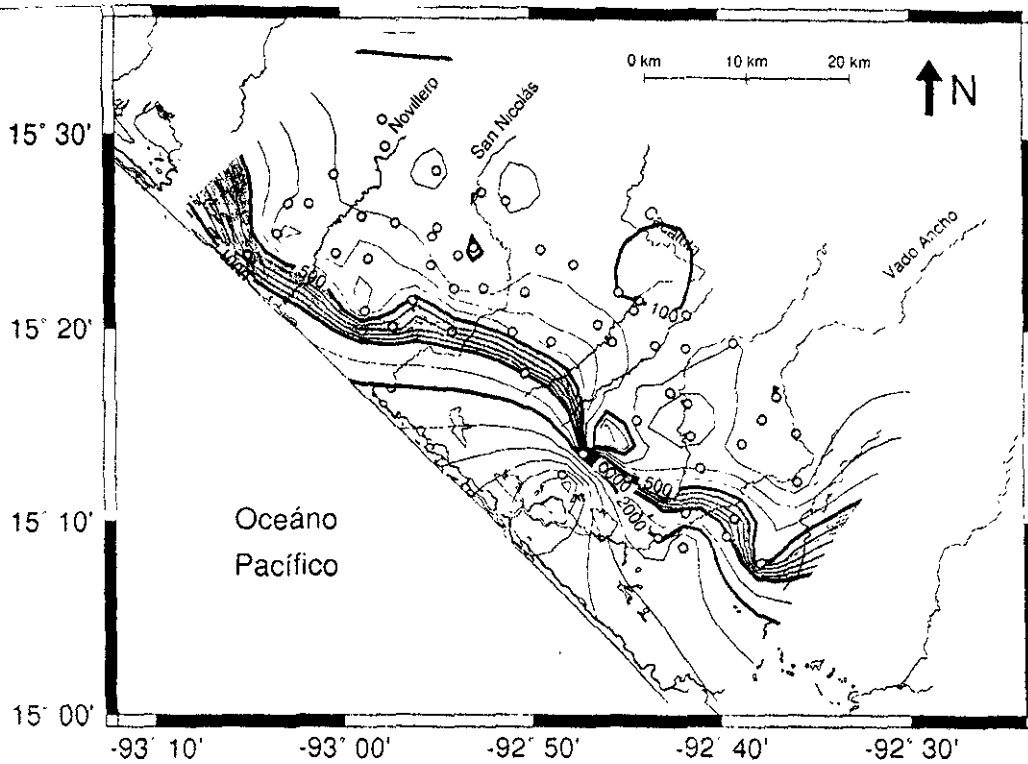 0 km 10 km 20 km
N
Novillero
San Nicolás
Vado Ancho
15° 30'
15° 20'
15° 10'
15° 00'
500
100
500
2000
Oceáno
Pacífico
-93° 10' -93° 00' -92° 50' -92° 40' -92° 30'